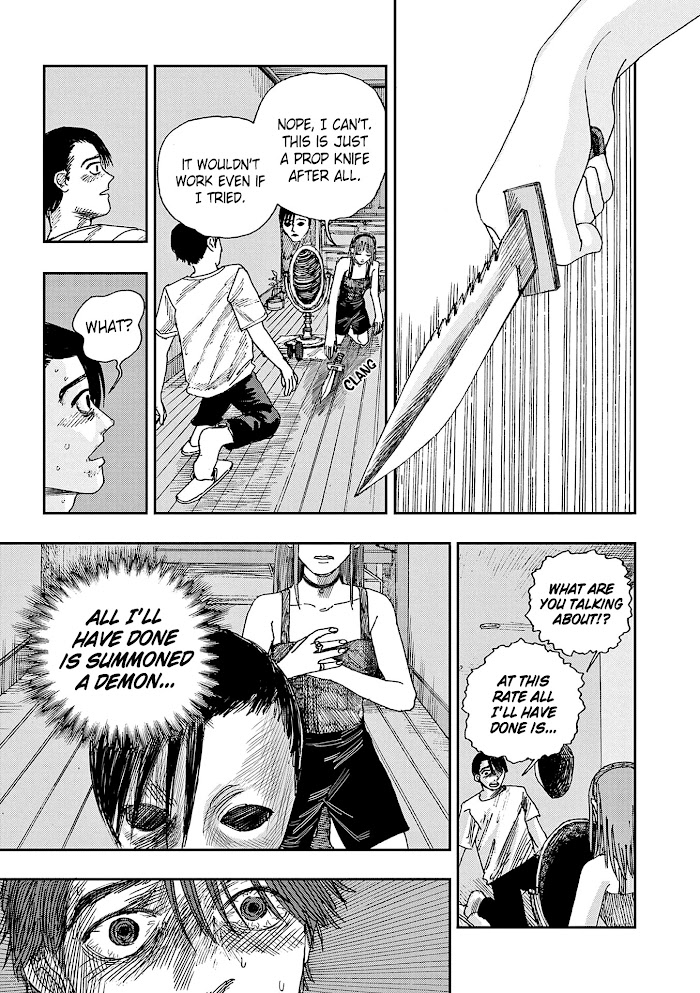 NOPE, I CAN'T.
THIS IS JUST
A PROP KNIFE
AFTER ALL.
IT WOULDN'T
WORK EVEN IF
I TRIED.
CLANG
WHAT?
WHAT ARE
YOU TALKING
ABOUT!?
AT THIS
RATE ALL
I'LL HAVE
DONE IS...
ALL I'LL
HAVE DONE
IS SUMMONED
A DEMON...